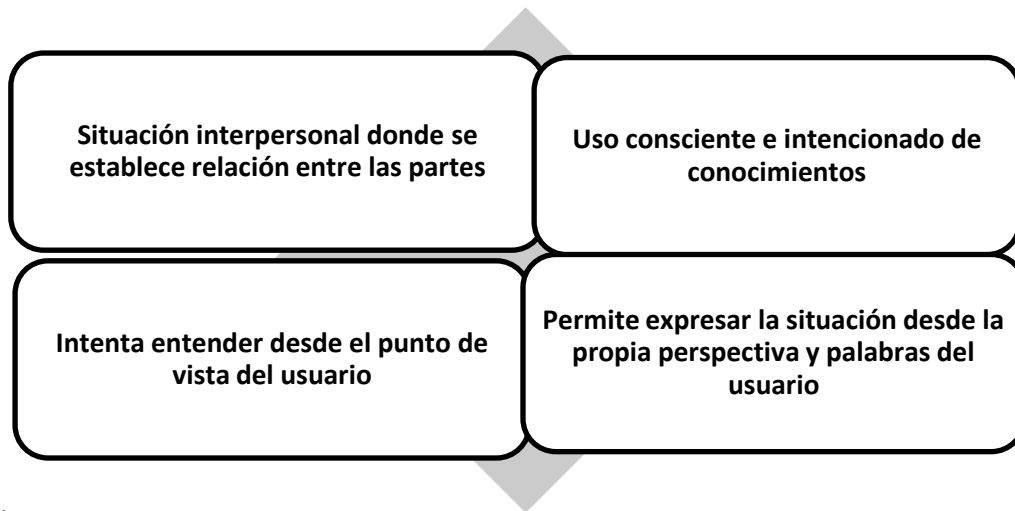 Situación interpersonal donde se
establece relación entre las partes
Uso consciente e intencionado de
conocimientos
Intenta entender desde el punto de
vista del usuario
Permite expresar la situación desde la
propia perspectiva y palabras del
usuario